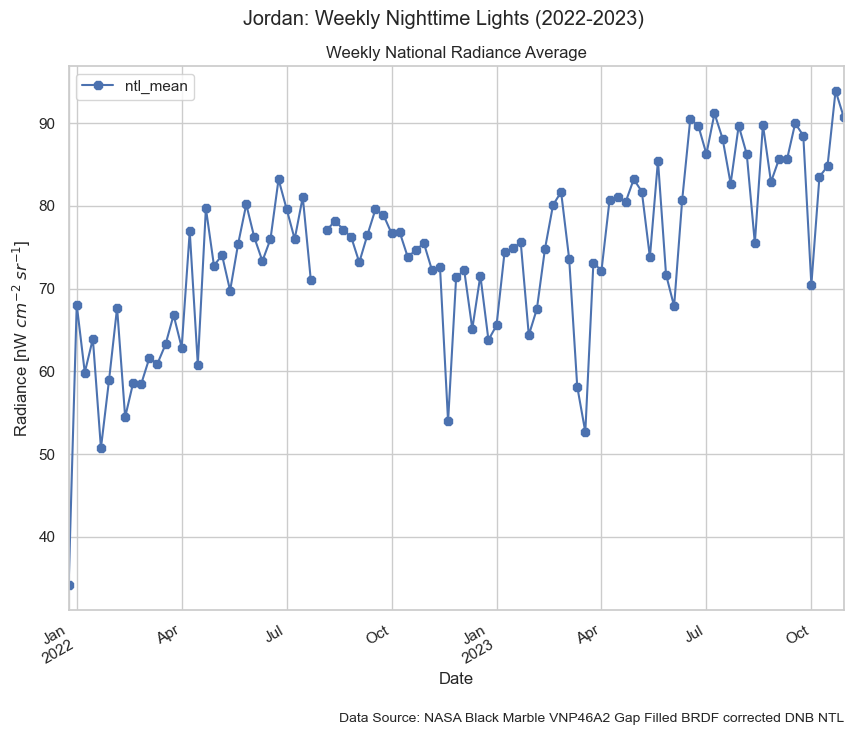 Jordan: Weekly Nighttime Lights (2022-2023)
Weekly National Radiance Average
ntl_mean
90
80
70
60
50
40
Radiance [nW cm⁻² sr⁻¹]
Jan
2022
Apr
Jul
Oct
Jan
2023
Apr
Jul
Oct
Date
Data Source: NASA Black Marble VNP46A2 Gap Filled BRDF corrected DNB NTL